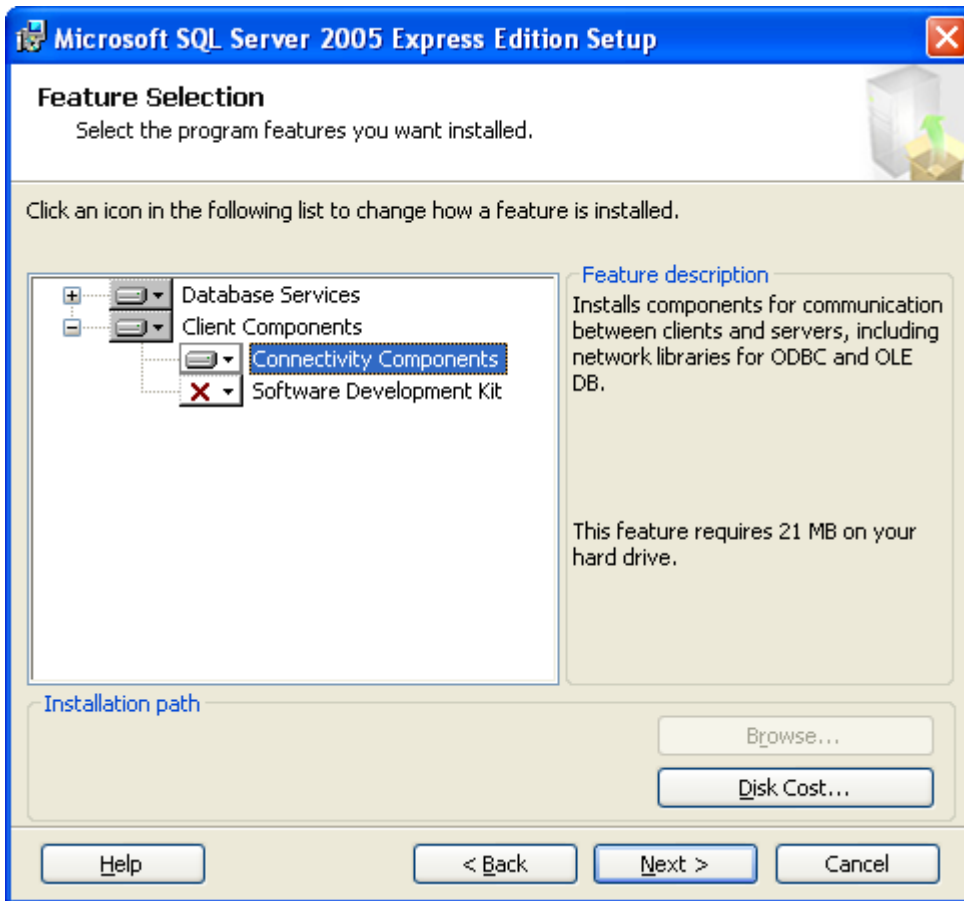 Microsoft SQL Server 2005 Express Edition Setup
Feature Selection
Select the program features you want installed.
Click an icon in the following list to change how a feature is installed.
Database Services
Client Components
Connectivity Components
Software Development Kit
Feature description
Installs components for communication
between clients and servers, including
network libraries for ODBC and OLE
DB.
This feature requires 21 MB on your
hard drive.
Installation path
Browse...
Disk Cost...
Help
< Back
Next >
Cancel